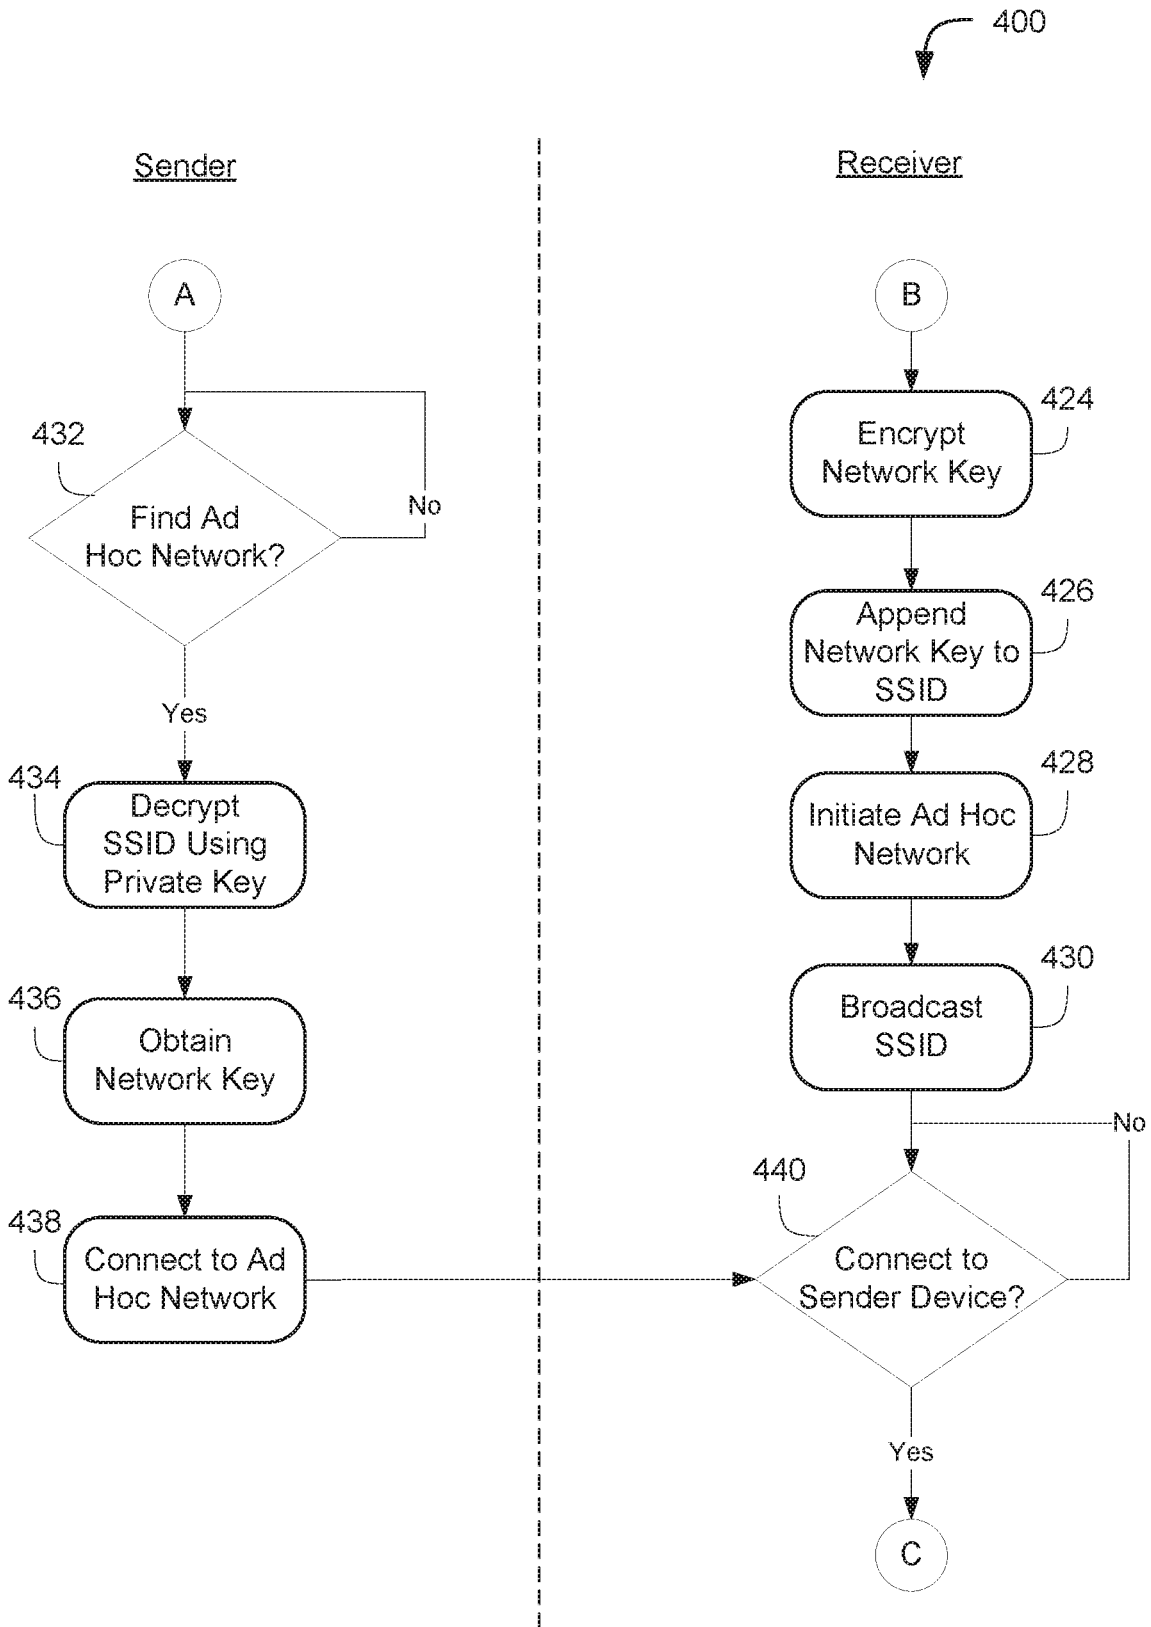 400
Sender
Receiver
A
432
Find Ad
Hoc Network?
No
Yes
434
Decrypt
SSID Using
Private Key
436
Obtain
Network Key
438
Connect to Ad
Hoc Network
B
424
Encrypt
Network Key
426
Append
Network Key to
SSID
428
Initiate Ad Hoc
Network
430
Broadcast
SSID
No
440
Connect to
Sender Device?
Yes
C